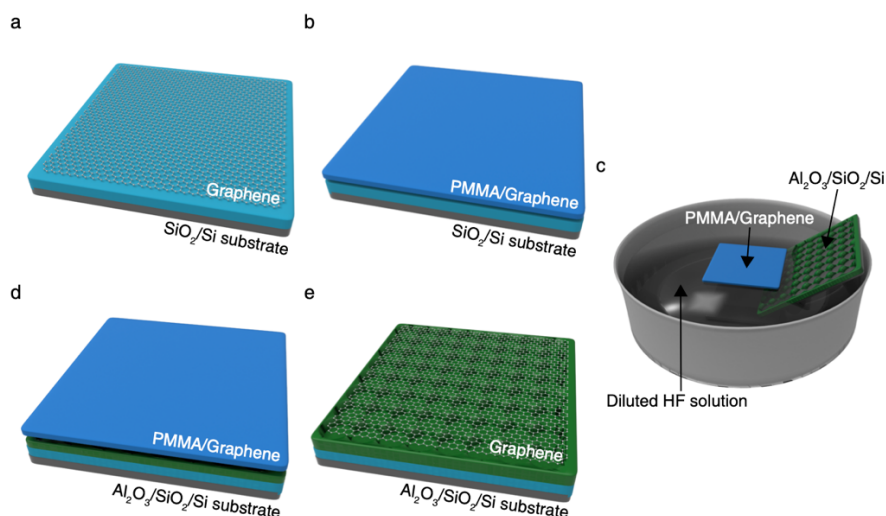 a
Graphene
SiO₂/Si substrate
b
PMMA/Graphene
SiO₂/Si substrate
c
Al₂O₃/SiO₂/Si
PMMA/Graphene
Diluted HF solution
d
PMMA/Graphene
Al₂O₃/SiO₂/Si substrate
e
Graphene
Al₂O₃/SiO₂/Si substrate